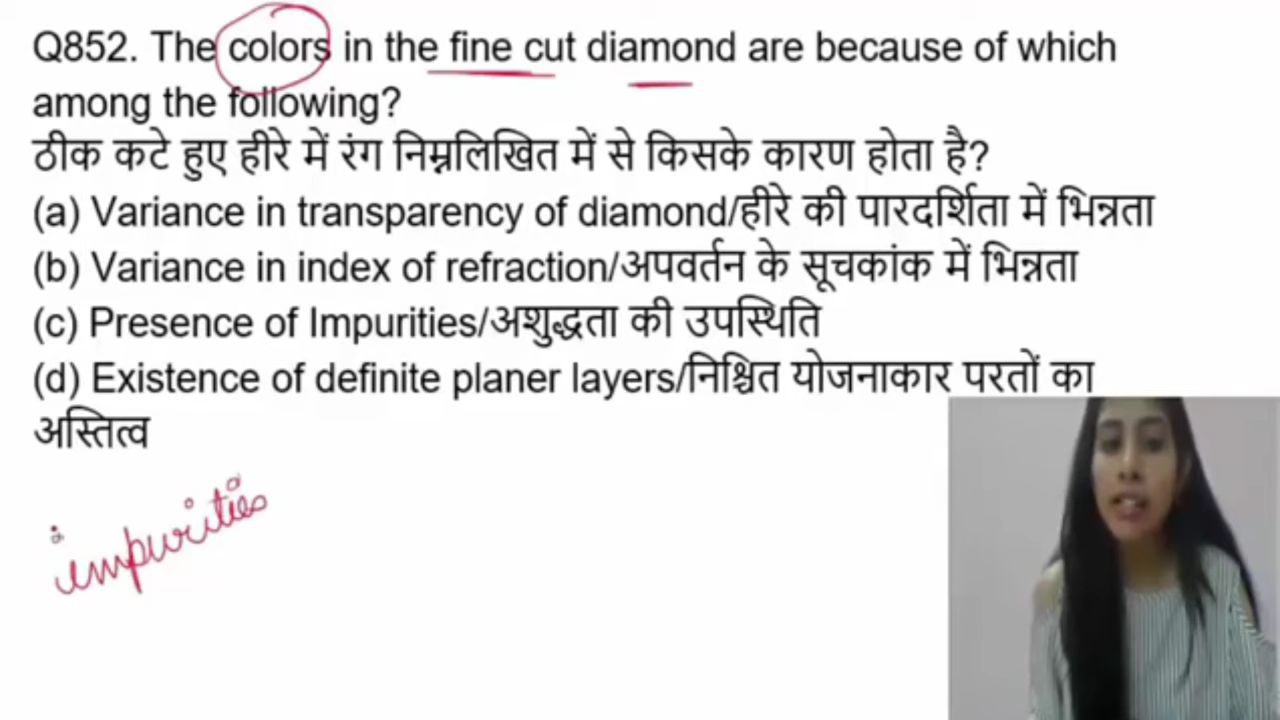 Q852. The colors in the fine cut diamond are because of which
among the following?
ठीक कटे हुए हीरे में रंग निम्नलिखित में से किसके कारण होता है?
(a) Variance in transparency of diamond/हीरे की पारदर्शिता में भिन्नता
(b) Variance in index of refraction/अपवर्तन के सूचकांक में भिन्नता
(c) Presence of Impurities/अशुद्धता की उपस्थिति
(d) Existence of definite planer layers/निश्चित योजनाकार परतों का
अस्तित्व
impurities